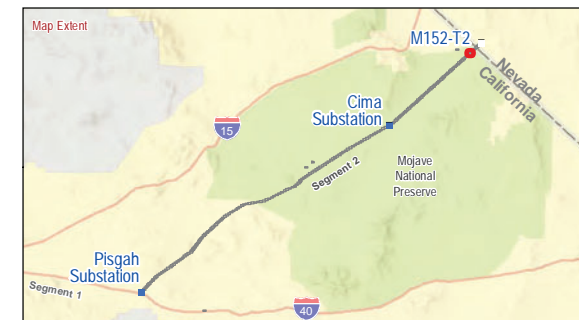 Map Extent
M152-T2
Nevada
California
Cima
Substation
15
Mojave
National
Preserve
Segment 2
Pisgah
Substation
Segment 1
40